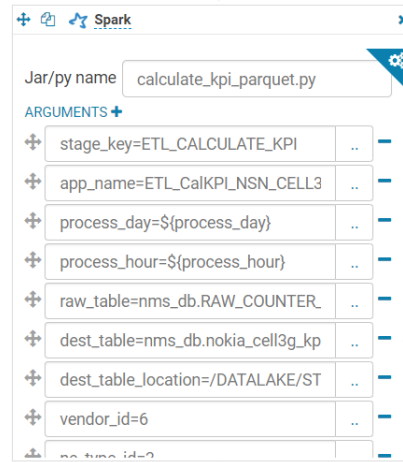 Spark
Jar/py name calculate_kpi_parquet.py
ARGUMENTS
stage_key=ETL_CALCULATE_KPI ..
app_name=ETL_CalKPI_NSN_CELL3 ..
process_day=${process_day} ..
process_hour=${process_hour} ..
raw_table=nms_db.RAW_COUNTER_ ..
dest_table=nms_db.nokia_cell3g_kp ..
dest_table_location=/DATALAKE/ST ..
vendor_id=6 ..